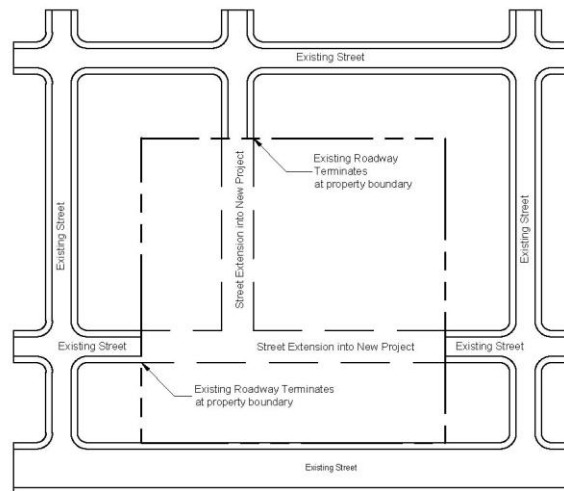 Existing Street
Existing Roadway
Terminates
at property boundary
Street Extension into New Project
Existing Street
Existing Street
Existing Street
Street Extension into New Project
Existing Street
Existing Roadway Terminates
at property boundary
Existing Street